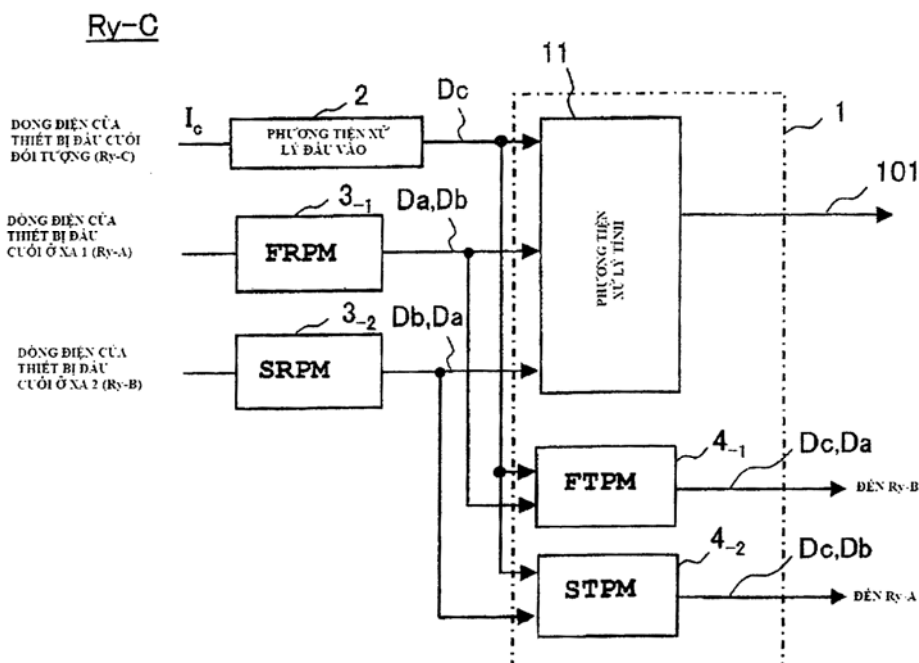 Ry-C
11
2
Dc
1
DONG ĐIỆN CỦA
THIẾT BỊ ĐẦU CUỐI
ĐỐI TƯỢNG (Ry-C)
Ic
PHƯƠNG TIỆN XỬ
LÝ ĐẦU VÀO
101
3-1
Da,Db
DÒNG ĐIỆN CỦA
THIẾT BỊ ĐẦU
CUỐI Ở XA 1 (Ry-A)
FRPM
PHƯƠNG TIỆN
XỬ LÝ TÍNH
3-2
Db,Da
DÒNG ĐIỆN CỦA
THIẾT BỊ ĐẦU
CUỐI Ở XA 2 (Ry-B)
SRPM
4-1
Dc,Da
FTPM
ĐẾN Ry-B
4-2
Dc,Db
STPM
ĐẾN Ry-A